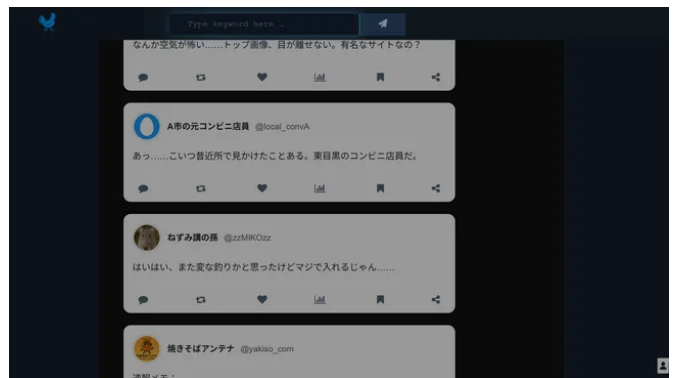 Type keyword here …
なんか空気が怖い……トップ画像、目が離せない。有名なサイトなの？
A市の元コンビニ店員 @local_convA
あっ……こいつ昔近所で見かけたことある。東目黒のコンビニ店員だ。
ねずみ講の孫 @zzMIKOzz
はいはい、また変な釣りかと思ったけどマジで入れるじゃん……
焼きそばアンテナ @yakiso_com
速報メモ：